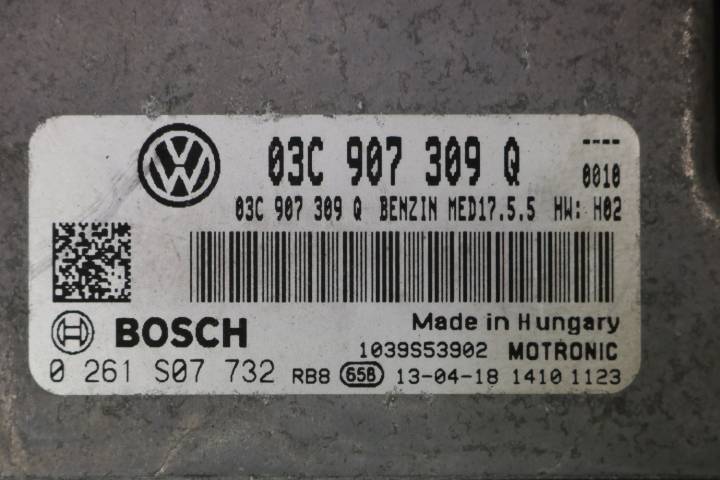 03C 907 309 Q ----
0010
03C 907 309 Q BENZIN MED17.5.5 HW: H02
BOSCH
Made in Hungary
1039S53902 MOTRONIC
0 261 S07 732 RB8 658 13-04-18 1410 1123